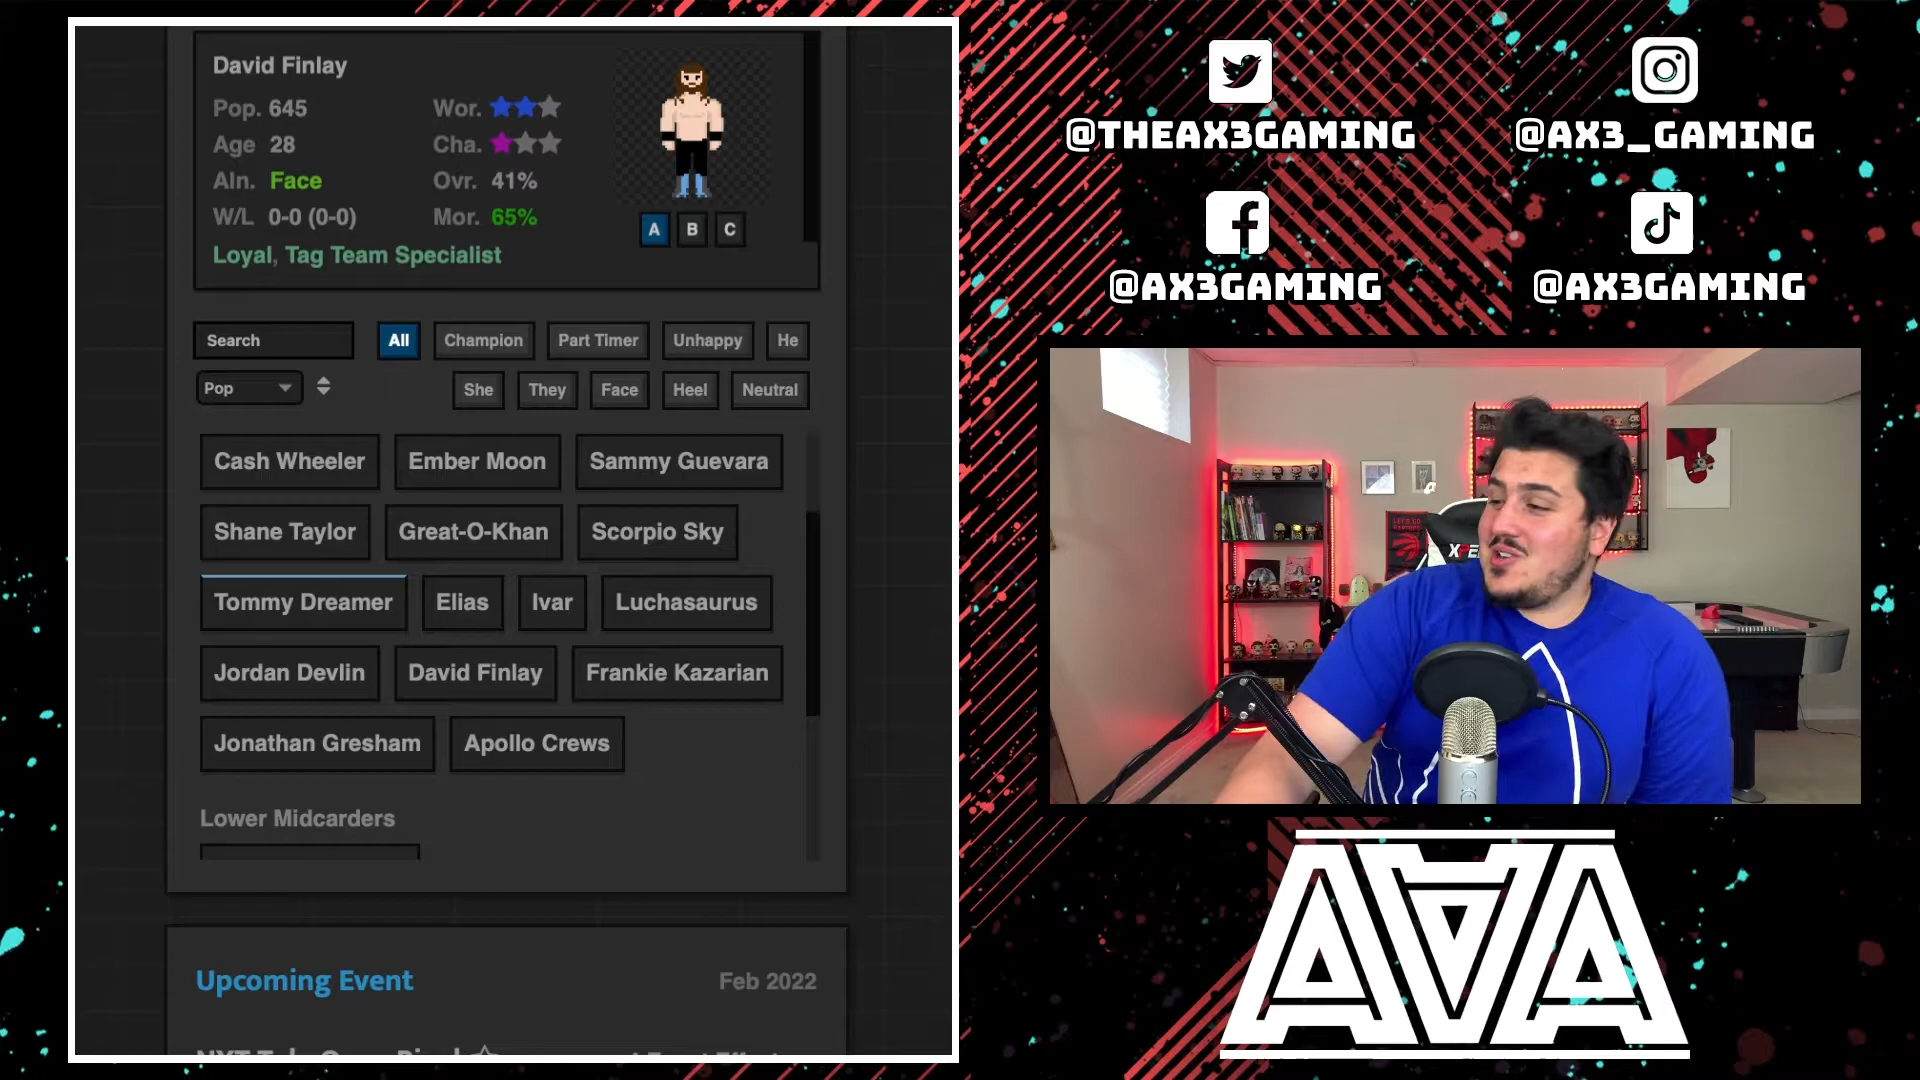 David Finlay
Pop. 645
Wor.
Age 28
Cha.
Aln. Face
Ovr. 41%
W/L 0-0 (0-0)
Mor. 65%
A B C
Loyal, Tag Team Specialist
Search
All
Champion
Part Timer
Unhappy
He
Pop
She
They
Face
Heel
Neutral
Cash Wheeler
Ember Moon
Sammy Guevara
Shane Taylor
Great-O-Khan
Scorpio Sky
Tommy Dreamer
Elias
Ivar
Luchasaurus
Jordan Devlin
David Finlay
Frankie Kazarian
Jonathan Gresham
Apollo Crews
Lower Midcarders
Upcoming Event
Feb 2022
@THEAX3GAMING
@AX3_GAMING
@AX3GAMING
@AX3GAMING